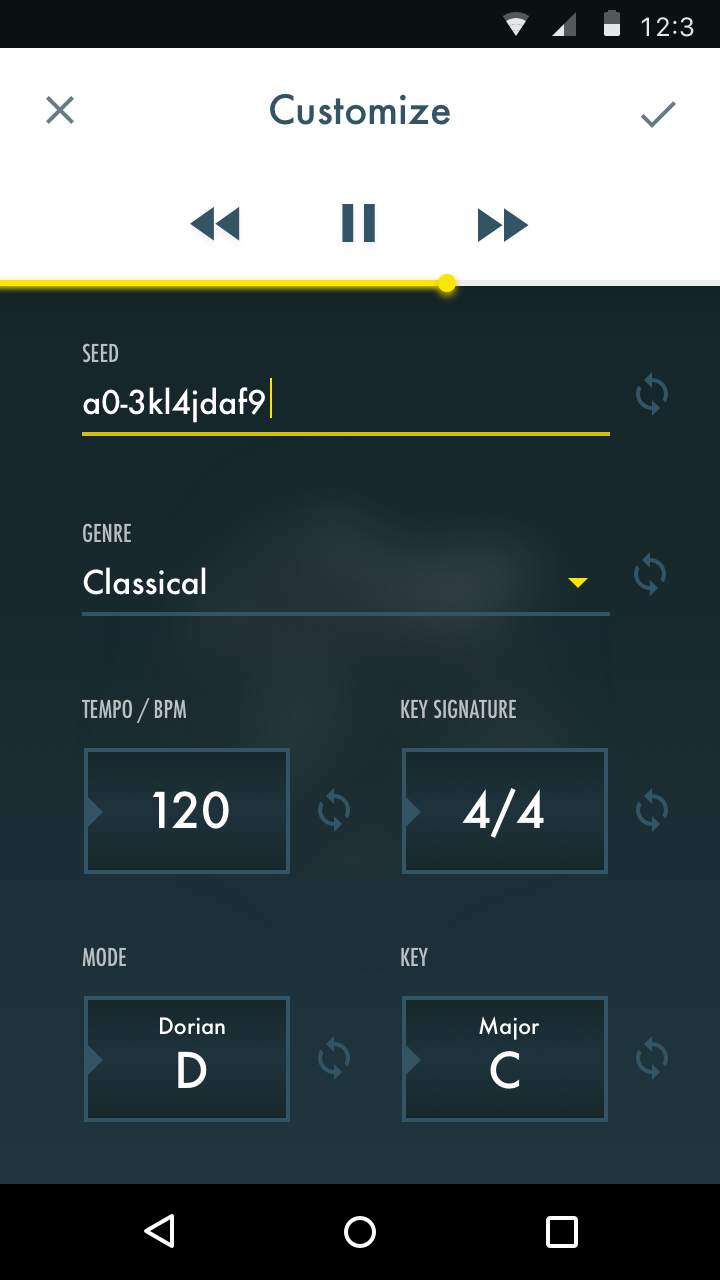 12:3
Customize
SEED
a0-3kl4jdaf9
GENRE
Classical
TEMPO / BPM
KEY SIGNATURE
120
4/4
MODE
KEY
Dorian
Major
D
C